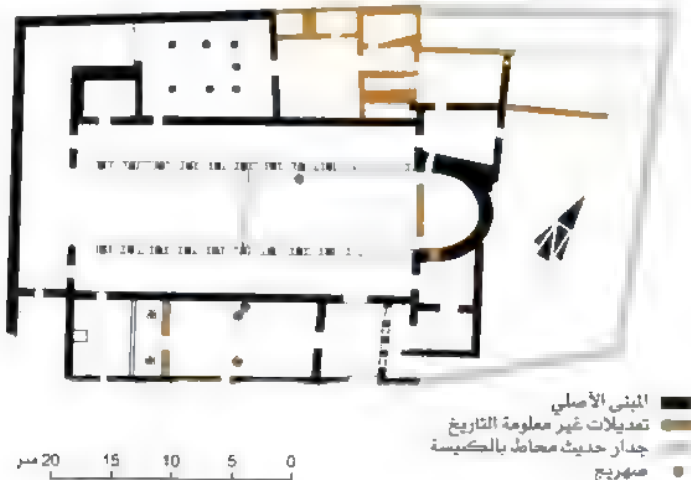 المبنى الأصلي
تعديلات غير معلومة التاريخ
جدار حديث محاط بالكنيسة
صهريج
20 15 10 5 0
متر